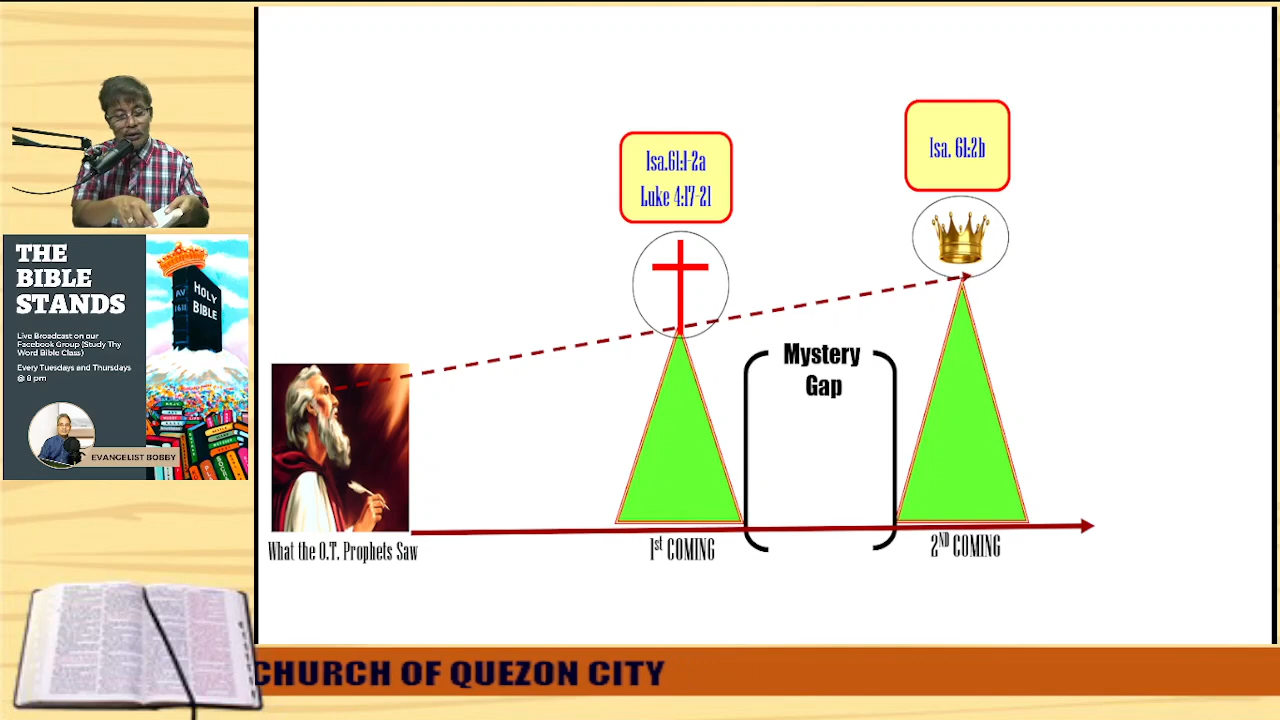 THE
BIBLE
STANDS
Live Broadcast on our
Facebook Group (Study Thy
Word Bible Class)
Every Tuesdays and Thursdays
@ 8 pm
EVANGELIST BOBBY
AV
1611
HOLY
BIBLE
Isa.61:1-2a
Luke 4:17-21
Isa. 61:2b
Mystery
Gap
What the O.T. Prophets Saw
1st COMING
2ND COMING
CHURCH OF QUEZON CITY